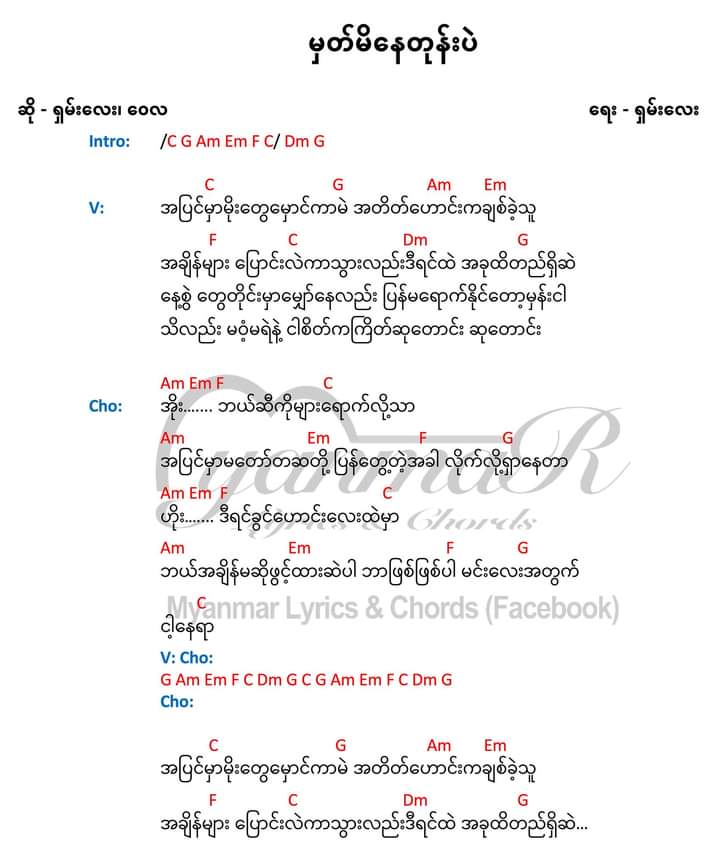 မှတ်မိနေတုန်းပဲ
ဆို - ရှမ်းလေး၊ ဝေလ
ရေး - ရှမ်းလေး
Intro: /C G Am Em F C/ Dm G
C G Am Em
V: အပြင်မှာမိုးတွေမှောင်ကာမဲ အတိတ်ဟောင်းကချစ်ခဲ့သူ
F C Dm G
အချိန်များ ပြောင်းလဲကာသွားလည်းဒီရင်ထဲ အခုထိတည်ရှိဆဲ
နေ့စွဲ တွေတိုင်းမှာမျှော်နေလည်း ပြန်မရောက်နိုင်တော့မှန်းငါ
သိလည်း မဝံ့မရဲနဲ့ ငါစိတ်ကကြိတ်ဆုတောင်း ဆုတောင်း
Am Em F C
Cho: အိုး....... ဘယ်ဆီကိုများရောက်လို့သာ
Am Em F G
အပြင်မှာမတော်တဆတို့ ပြန်တွေ့တဲ့အခါ လိုက်လို့ရှာနေတာ
Am Em F C
ဟိုး....... ဒီရင်ခွင်ဟောင်းလေးထဲမှာ
Am Em F G
ဘယ်အချိန်မဆိုဖွင့်ထားဆဲပါ ဘာဖြစ်ဖြစ်ပါ မင်းလေးအတွက်
C
ငါ့နေရာ
V: Cho:
G Am Em F C Dm G C G Am Em F C Dm G
Cho:
C G Am Em
အပြင်မှာမိုးတွေမှောင်ကာမဲ အတိတ်ဟောင်းကချစ်ခဲ့သူ
F C Dm G
အချိန်များ ပြောင်းလဲကာသွားလည်းဒီရင်ထဲ အခုထိတည်ရှိဆဲ...
MyanmaR
Lyrics & Chords
Myanmar Lyrics & Chords (Facebook)